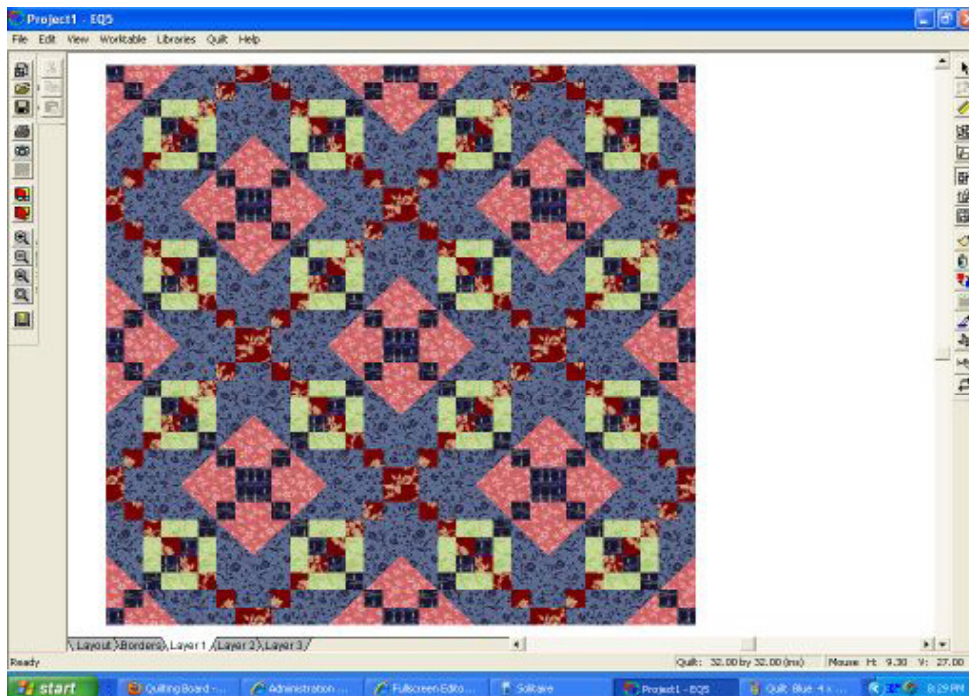 Project1 - EQ5
File Edit View Worktable Libraries Quilt Help
Layout Borders Layer 1 Layer 2 Layer 3
Ready Quilt: 32.00 by 32.00 (ins) Mouse H: 9.30 V: 27.00
start Quilting Board -... Administration ... Fullscreen Edito... Solitaire Project1 - EQ5 Quilt Blue 4 x ... 8:29 PM